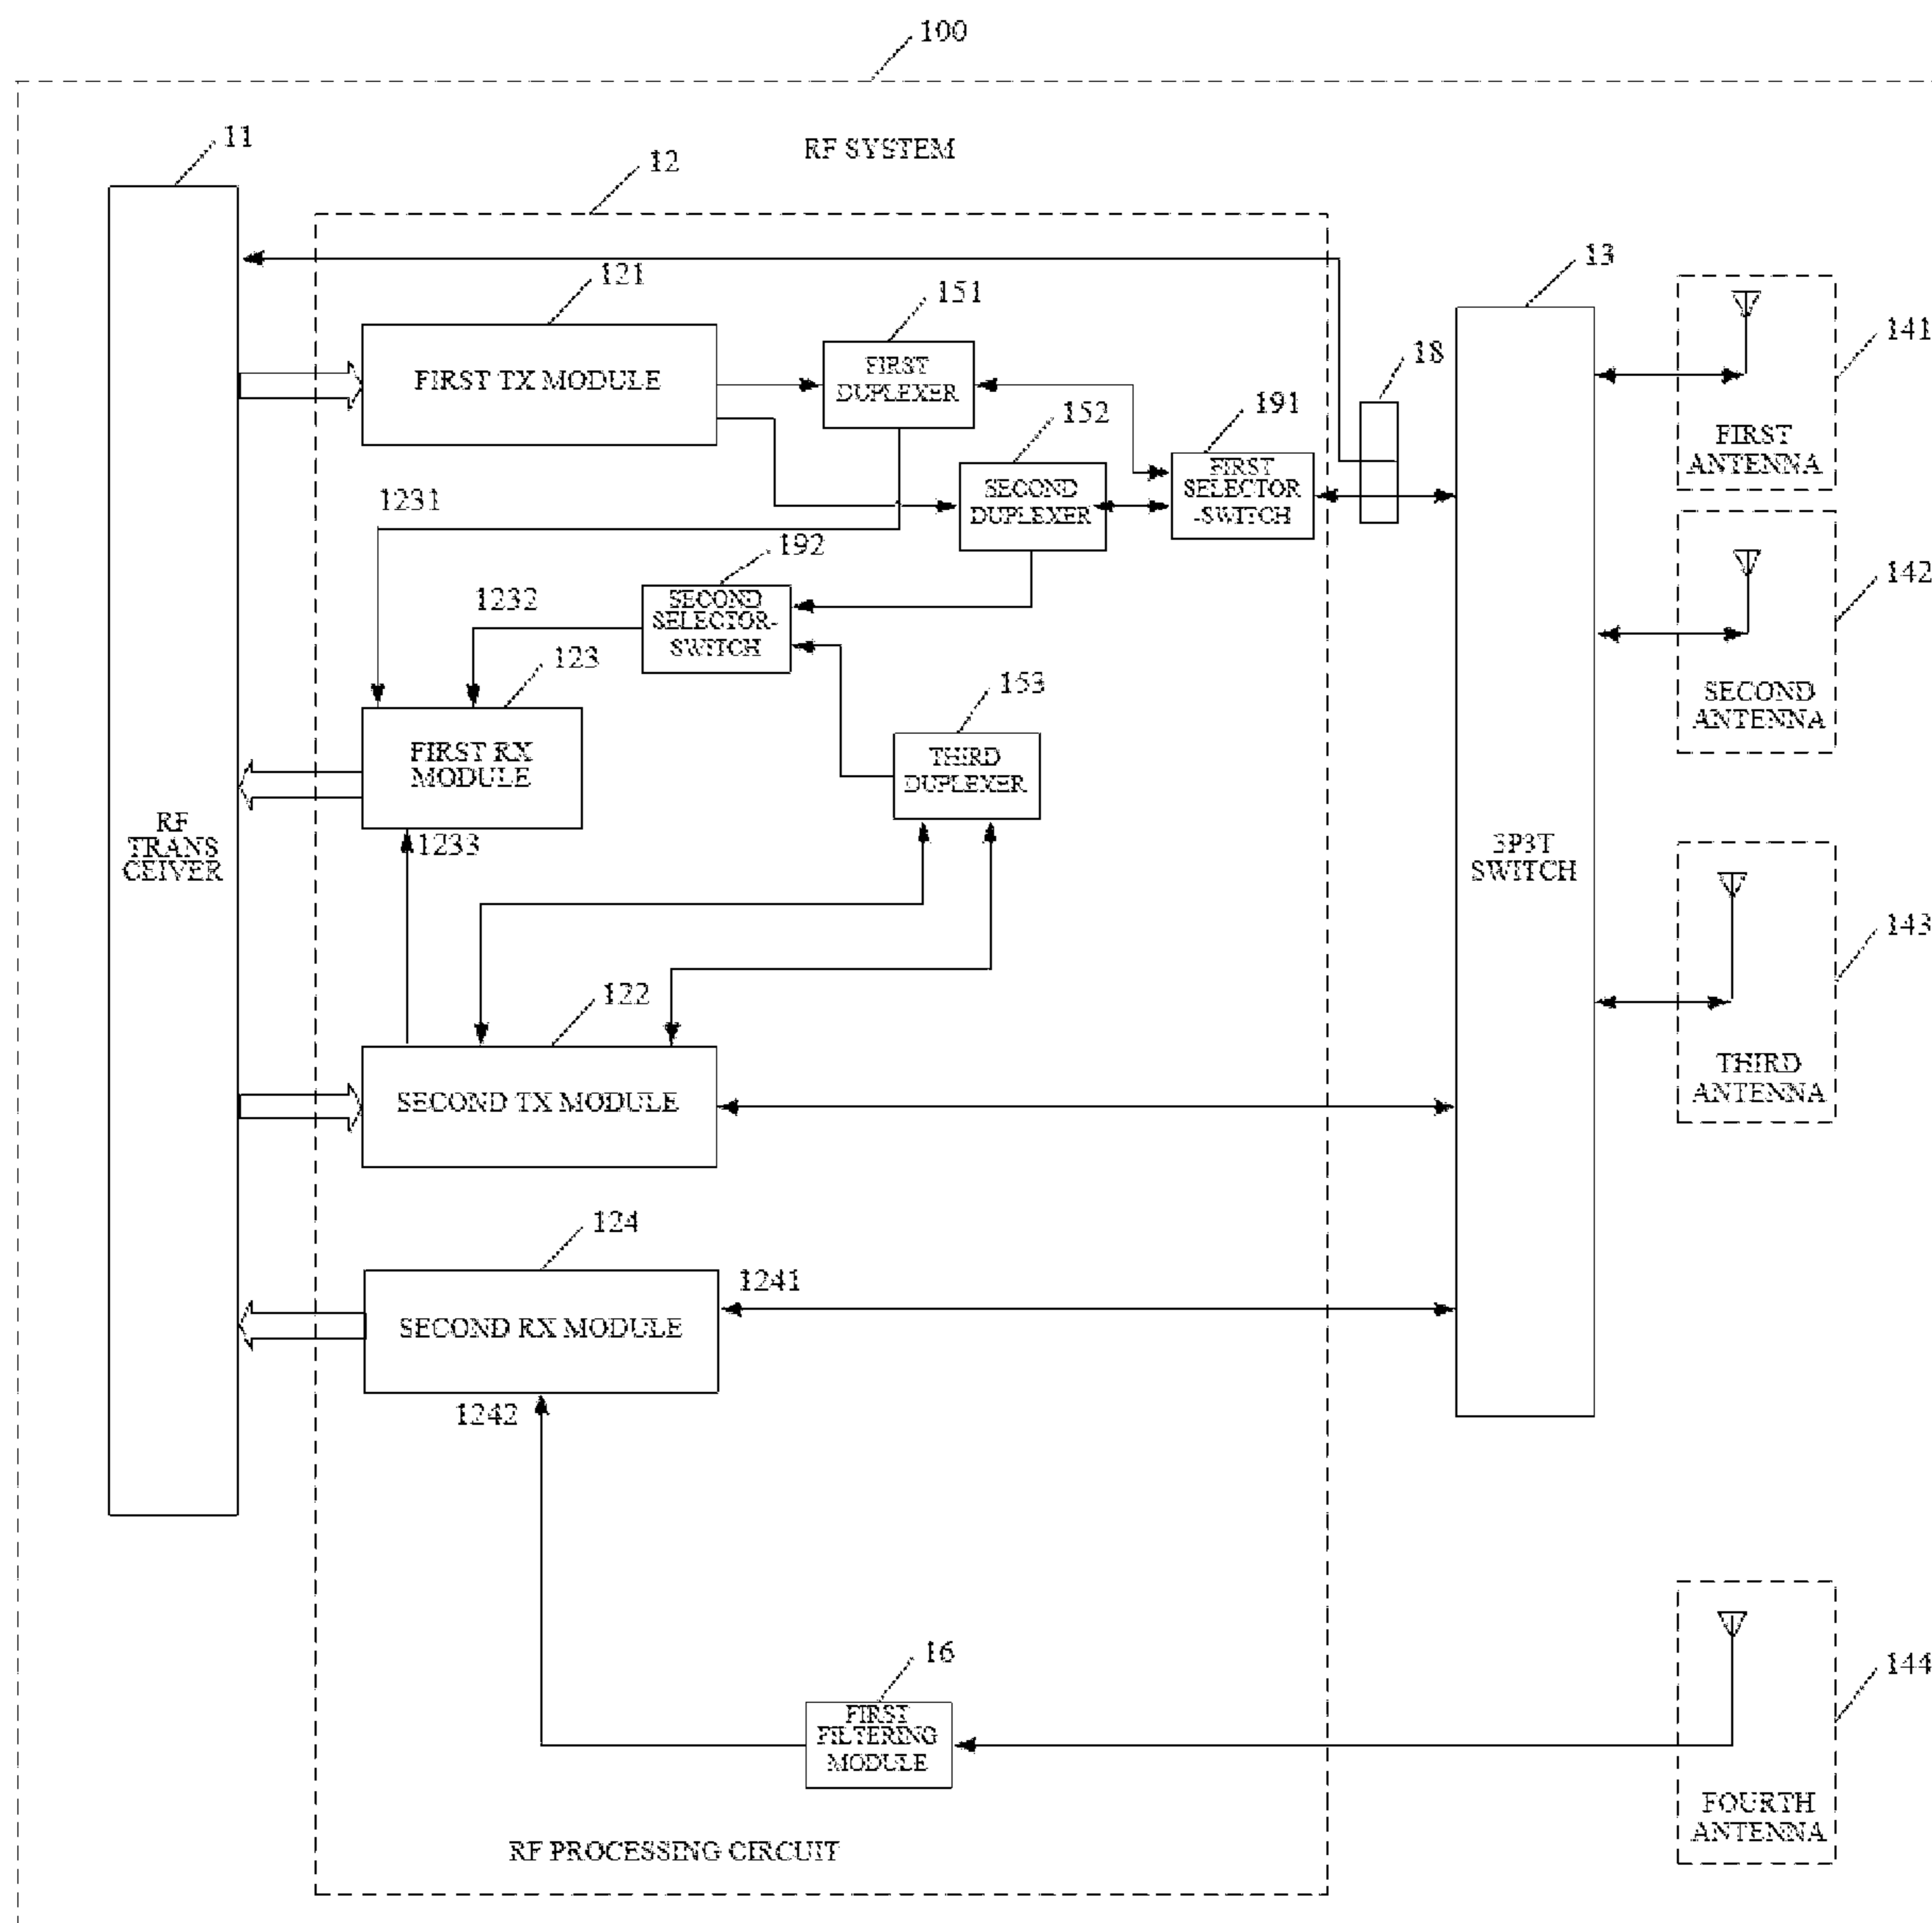 100
RF SYSTEM
11
12
13
121
151
141
18
FIRST TX MODULE
FIRST
DUPLEXER
152
191
FIRST
ANTENNA
FIRST
SELECTOR
-SWITCH
SECOND
DUPLEXER
1231
192
142
1232
SECOND
SELECTOR-
SWITCH
123
153
SECOND
ANTENNA
FIRST RX
MODULE
THIRD
DUPLEXER
RF
TRANS
CEIVER
1233
3P3T
SWITCH
143
122
THIRD
ANTENNA
SECOND TX MODULE
124
1241
SECOND RX MODULE
1242
16
144
FIRST
FILTERING
MODULE
FOURTH
ANTENNA
RF PROCESSING CIRCUIT